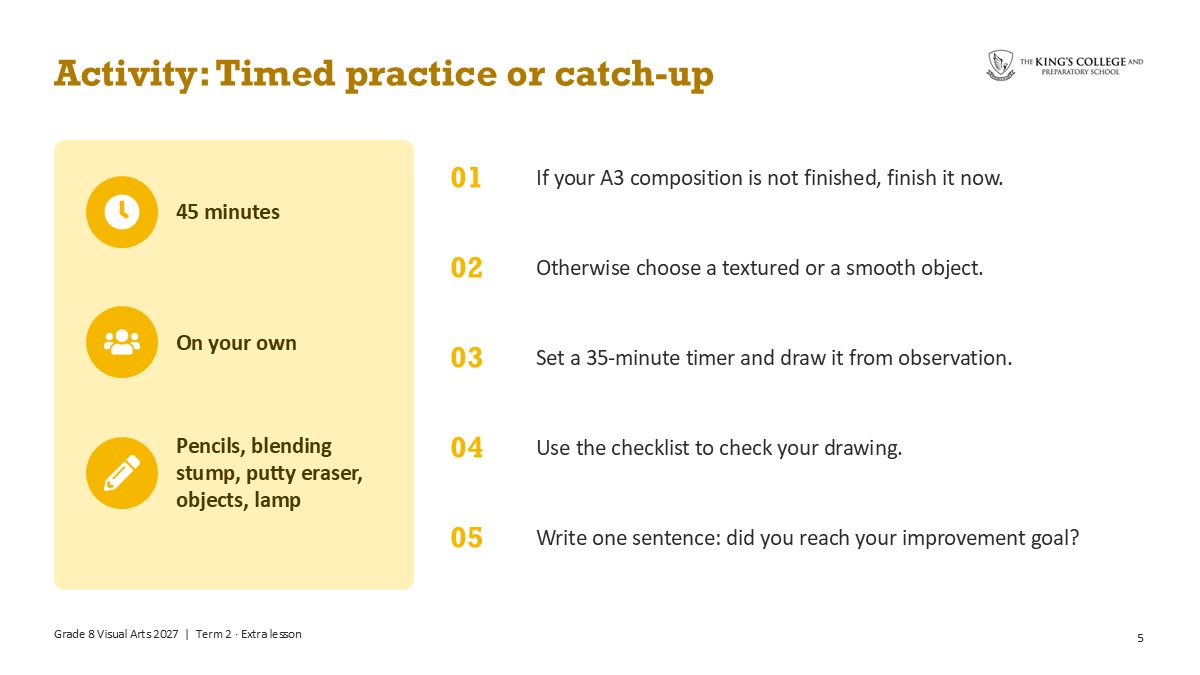 Activity: Timed practice or catch-up
THE KING'S COLLEGE AND
PREPARATORY SCHOOL
45 minutes
On your own
Pencils, blending
stump, putty eraser,
objects, lamp
01 If your A3 composition is not finished, finish it now.
02 Otherwise choose a textured or a smooth object.
03 Set a 35-minute timer and draw it from observation.
04 Use the checklist to check your drawing.
05 Write one sentence: did you reach your improvement goal?
Grade 8 Visual Arts 2027 | Term 2 · Extra lesson
5